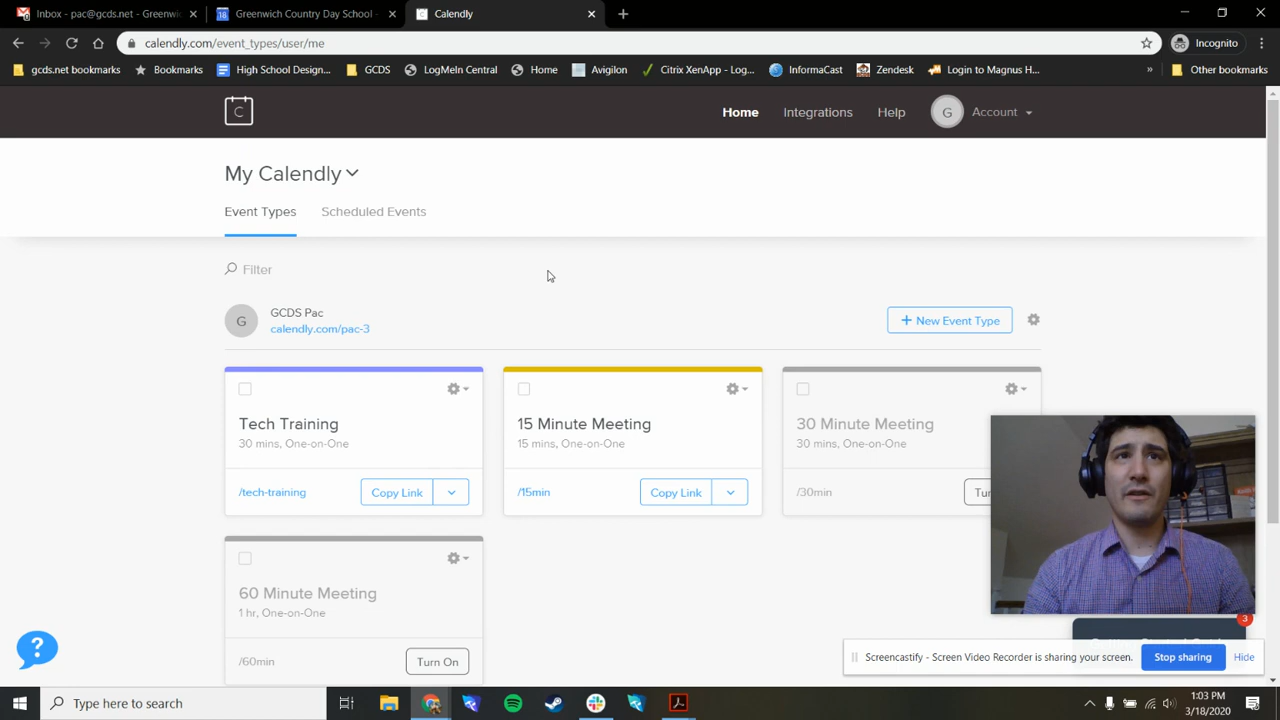 Inbox - pac@gcds.net - Greenwic
Greenwich Country Day School -
Calendly
calendly.com/event_types/user/me
Incognito
gcds.net bookmarks
Bookmarks
High School Design...
GCDS
LogMeIn Central
Home
Avigilon
Citrix XenApp - Log...
InformaCast
Zendesk
Login to Magnus H...
»
Other bookmarks
C
Home
Integrations
Help
G
Account
My Calendly
Event Types
Scheduled Events
Filter
G
GCDS Pac
calendly.com/pac-3
+ New Event Type
Tech Training
30 mins, One-on-One
/tech-training
Copy Link
15 Minute Meeting
15 mins, One-on-One
/15min
Copy Link
30 Minute Meeting
30 mins, One-on-One
/30min
60 Minute Meeting
1 hr, One-on-One
/60min
Turn On
?
3
Screencastify - Screen Video Recorder is sharing your screen.
Stop sharing
Hide
Type here to search
1:03 PM
3/18/2020